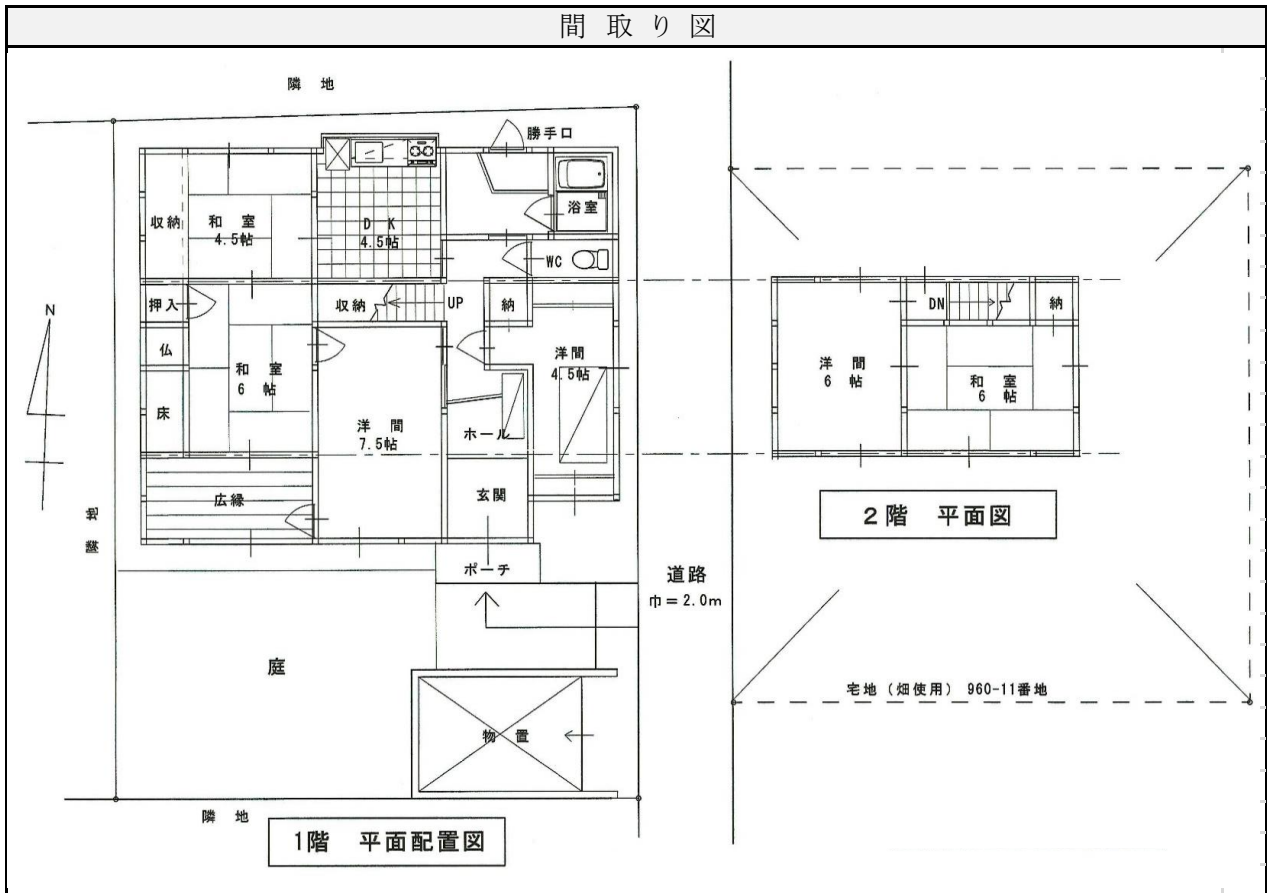 間取り図
隣地
勝手口
収納
和室
4.5帖
DK
4.5帖
浴室
WC
押入
収納
UP
納
仏
和室
6帖
洋間
4.5帖
床
洋間
7.5帖
ホール
広縁
玄関
ポーチ
隣地
N
道路
巾=2.0m
庭
物置
隣地
1階 平面配置図
DN
納
洋間
6帖
和室
6帖
2階 平面図
宅地(畑使用) 960-11番地